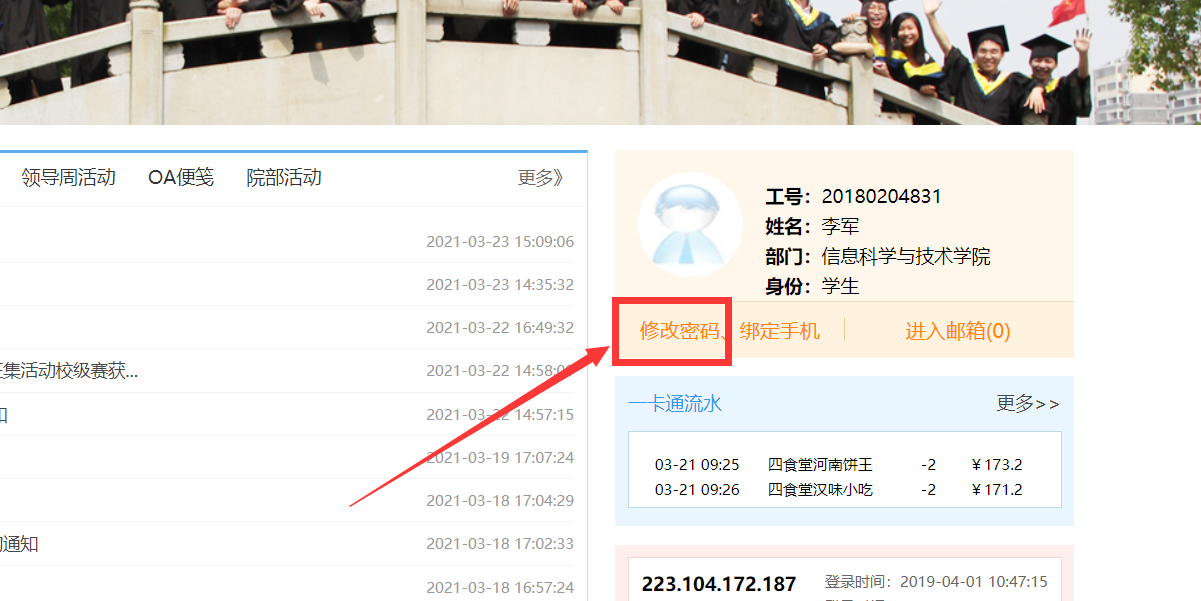 领导周活动 OA便笺 院部活动 更多》
2021-03-23 15:09:06
2021-03-23 14:35:32
2021-03-22 16:49:32
集活动校级赛获... 2021-03-22 14:58:0
知 2021-03-22 14:57:15
2021-03-19 17:07:24
2021-03-18 17:04:29
通知 2021-03-18 17:02:33
2021-03-18 16:57:24
工号：20180204831
姓名：李军
部门：信息科学与技术学院
身份：学生
修改密码、绑定手机 进入邮箱(0)
一卡通流水 更多>>
03-21 09:25 四食堂河南饼王 -2 ￥173.2
03-21 09:26 四食堂汉味小吃 -2 ￥171.2
223.104.172.187 登录时间：2019-04-01 10:47:15